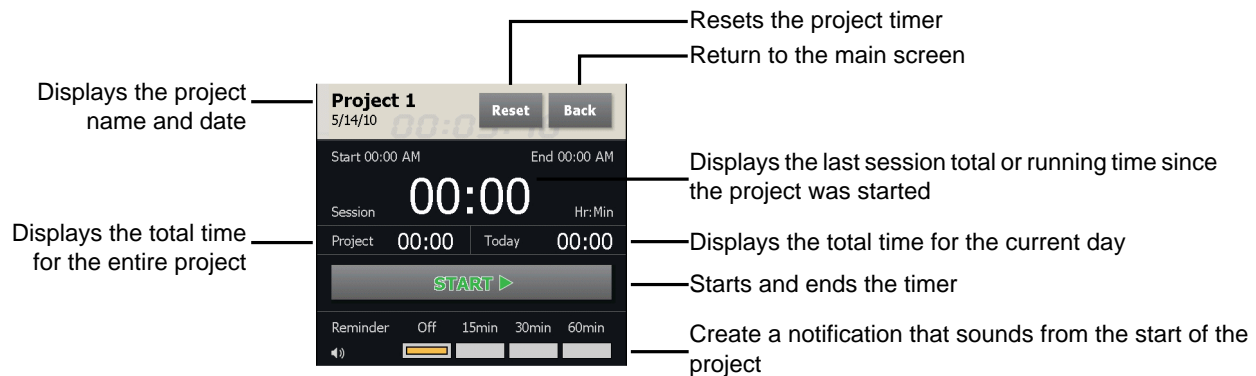 Resets the project timer
Return to the main screen
Displays the project
name and date
Project 1
5/14/10
Reset
Back
Start 00:00 AM
End 00:00 AM
00:00
Session
Hr:Min
Displays the last session total or running time since
the project was started
Displays the total time
for the entire project
Project 00:00 Today 00:00
Displays the total time for the current day
START
Starts and ends the timer
Reminder Off 15min 30min 60min
Create a notification that sounds from the start of the
project